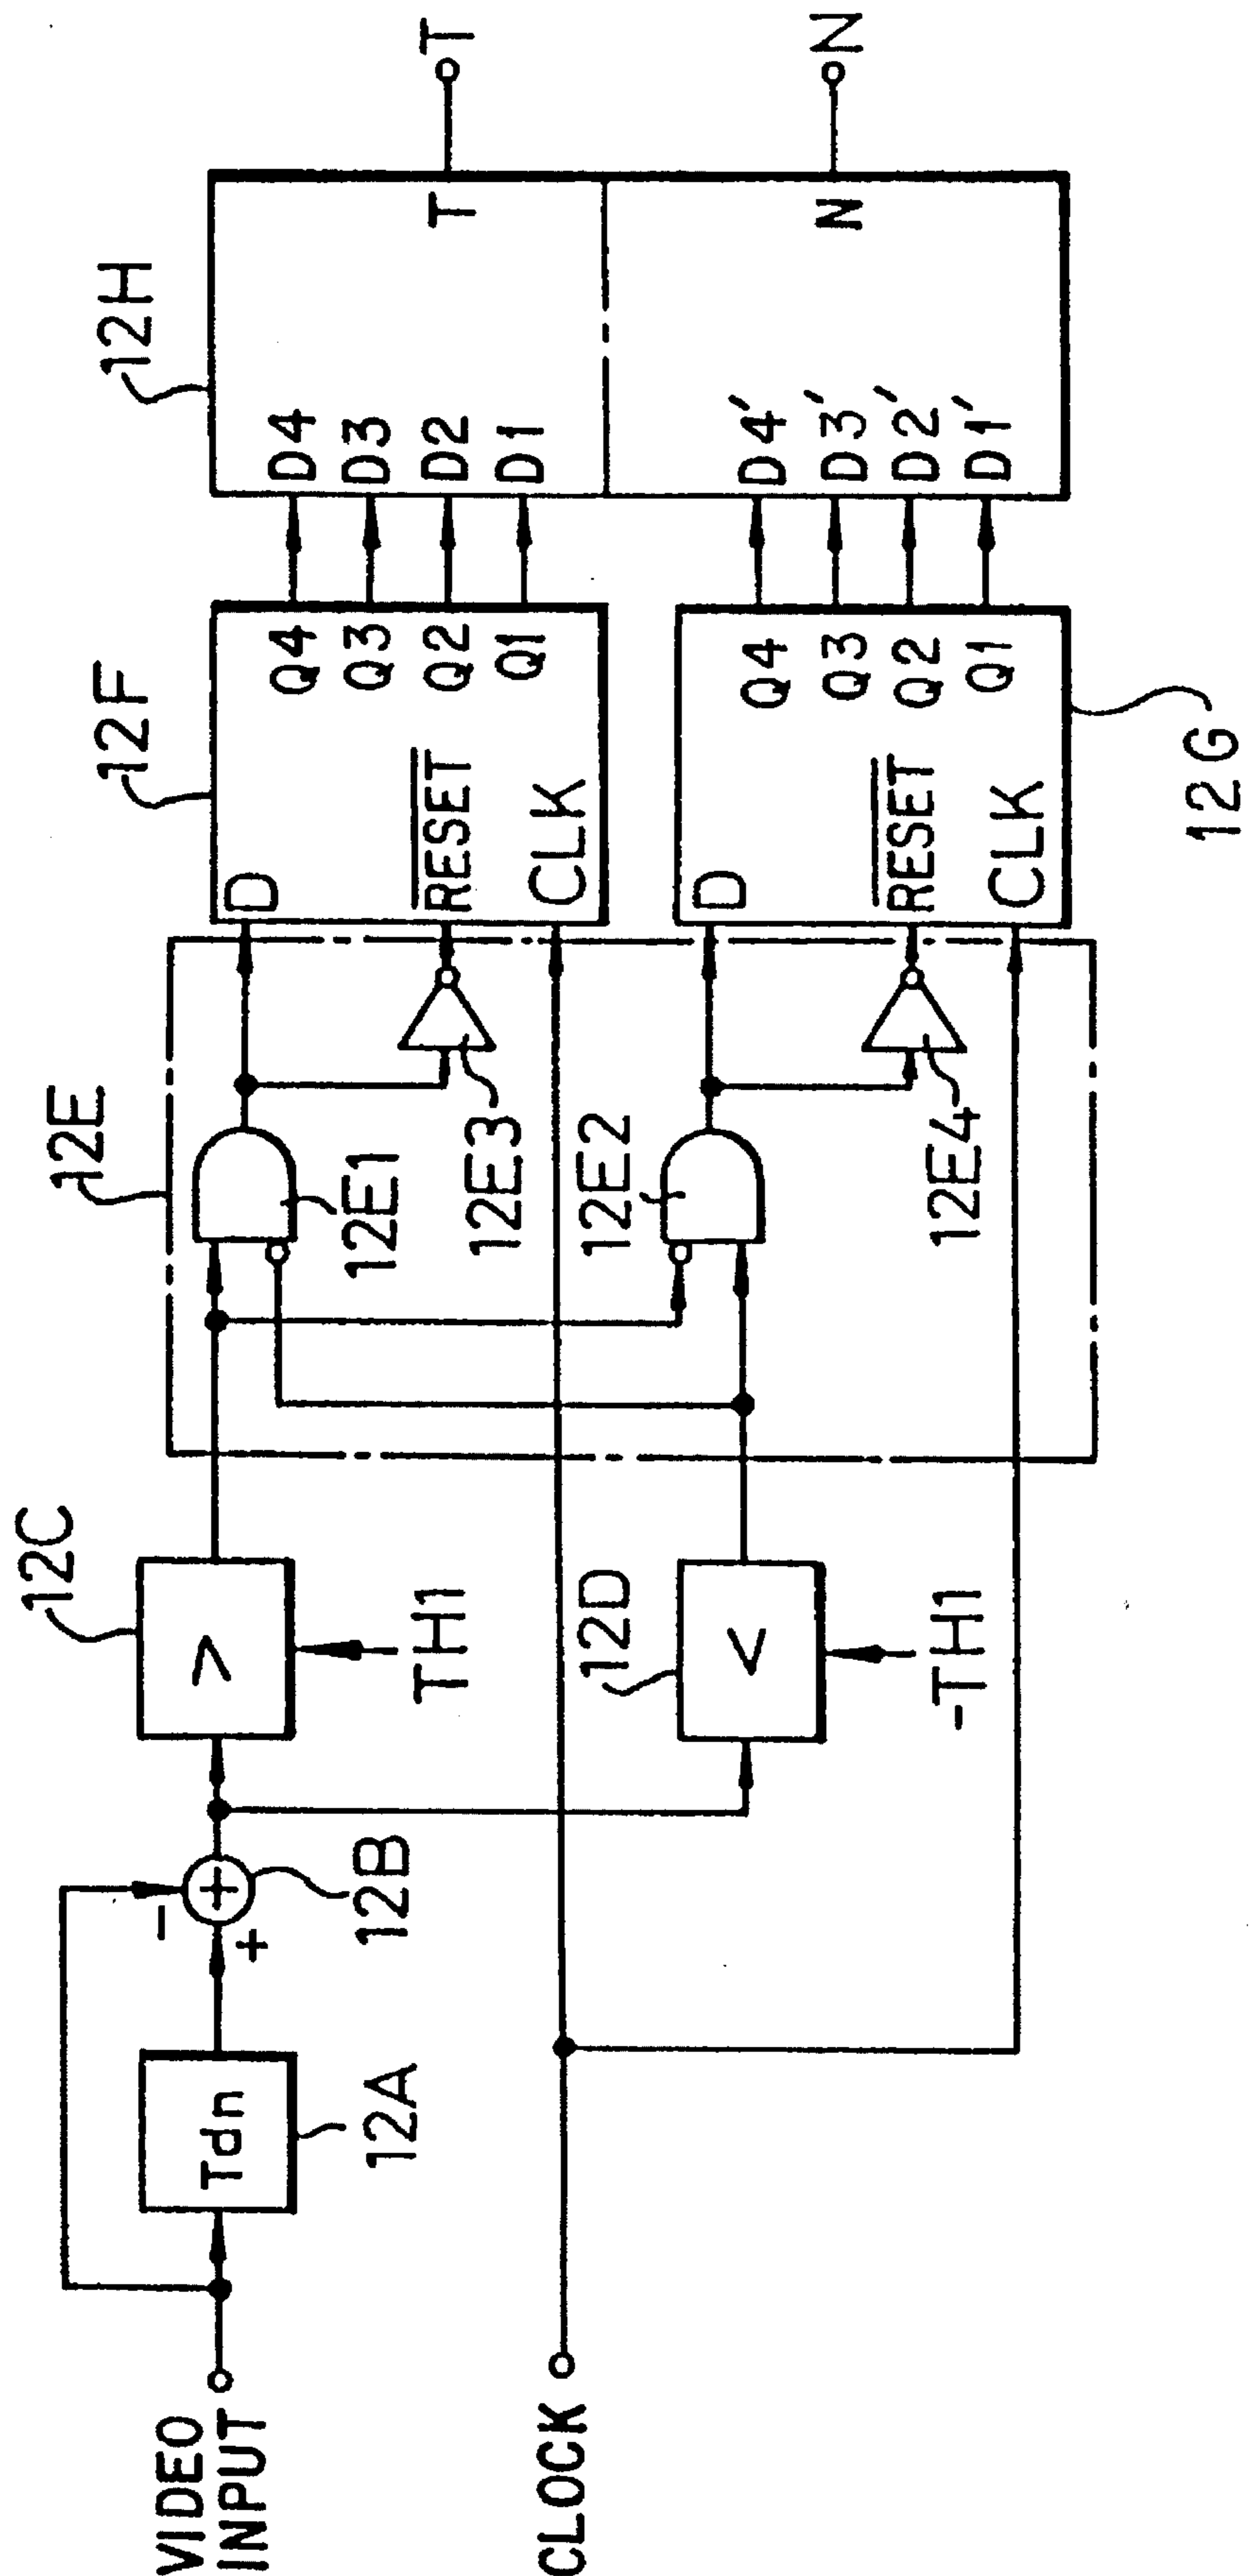 VIDEO
INPUT
CLOCK
Tdn
12A
-
+
+
12B
12C
>
TH1
12D
<
-TH1
12E
12E1
12E3
12E2
12E4
12F
D
RESET
CLK
Q4
Q3
Q2
Q1
12G
D
RESET
CLK
Q4
Q3
Q2
Q1
12H
D4
D3
D2
D1
T
D4'
D3'
D2'
D1'
N
T
N